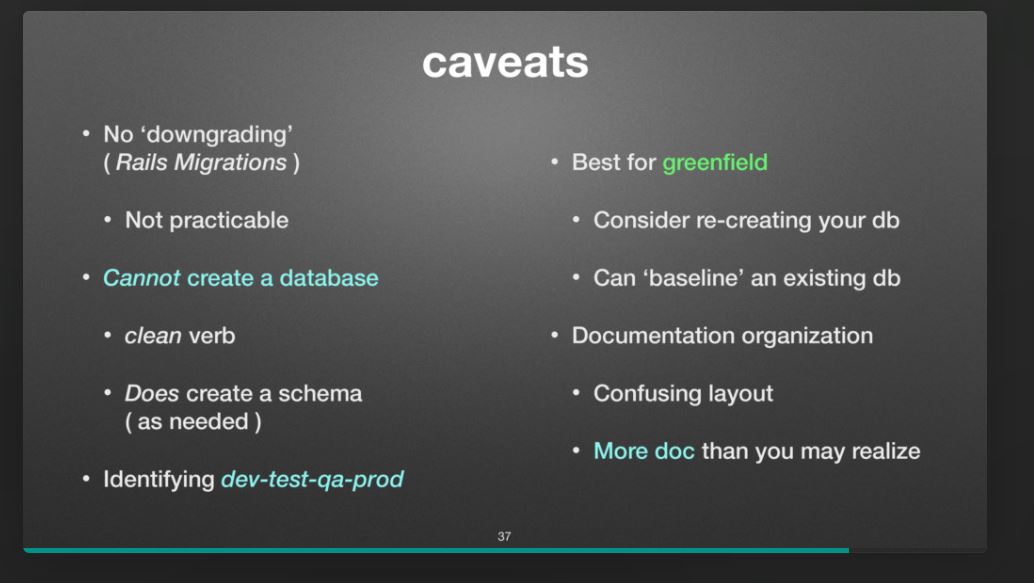 caveats
• No ‘downgrading’
( Rails Migrations )
• Not practicable
• Cannot create a database
• clean verb
• Does create a schema
( as needed )
• Identifying dev-test-qa-prod
• Best for greenfield
• Consider re-creating your db
• Can ‘baseline’ an existing db
• Documentation organization
• Confusing layout
• More doc than you may realize
37